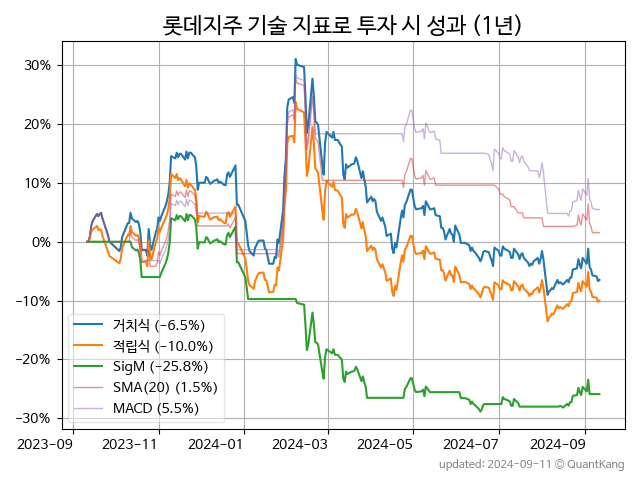 롯데지주 기술 지표로 투자 시 성과 (1년)
30%
20%
10%
0%
−10%
−20%
−30%
거치식 (−6.5%)
적립식 (−10.0%)
SigM (−25.8%)
SMA(20) (1.5%)
MACD (5.5%)
2023-09 2023-11 2024-01 2024-03 2024-05 2024-07 2024-09
updated: 2024-09-11 © QuantKang